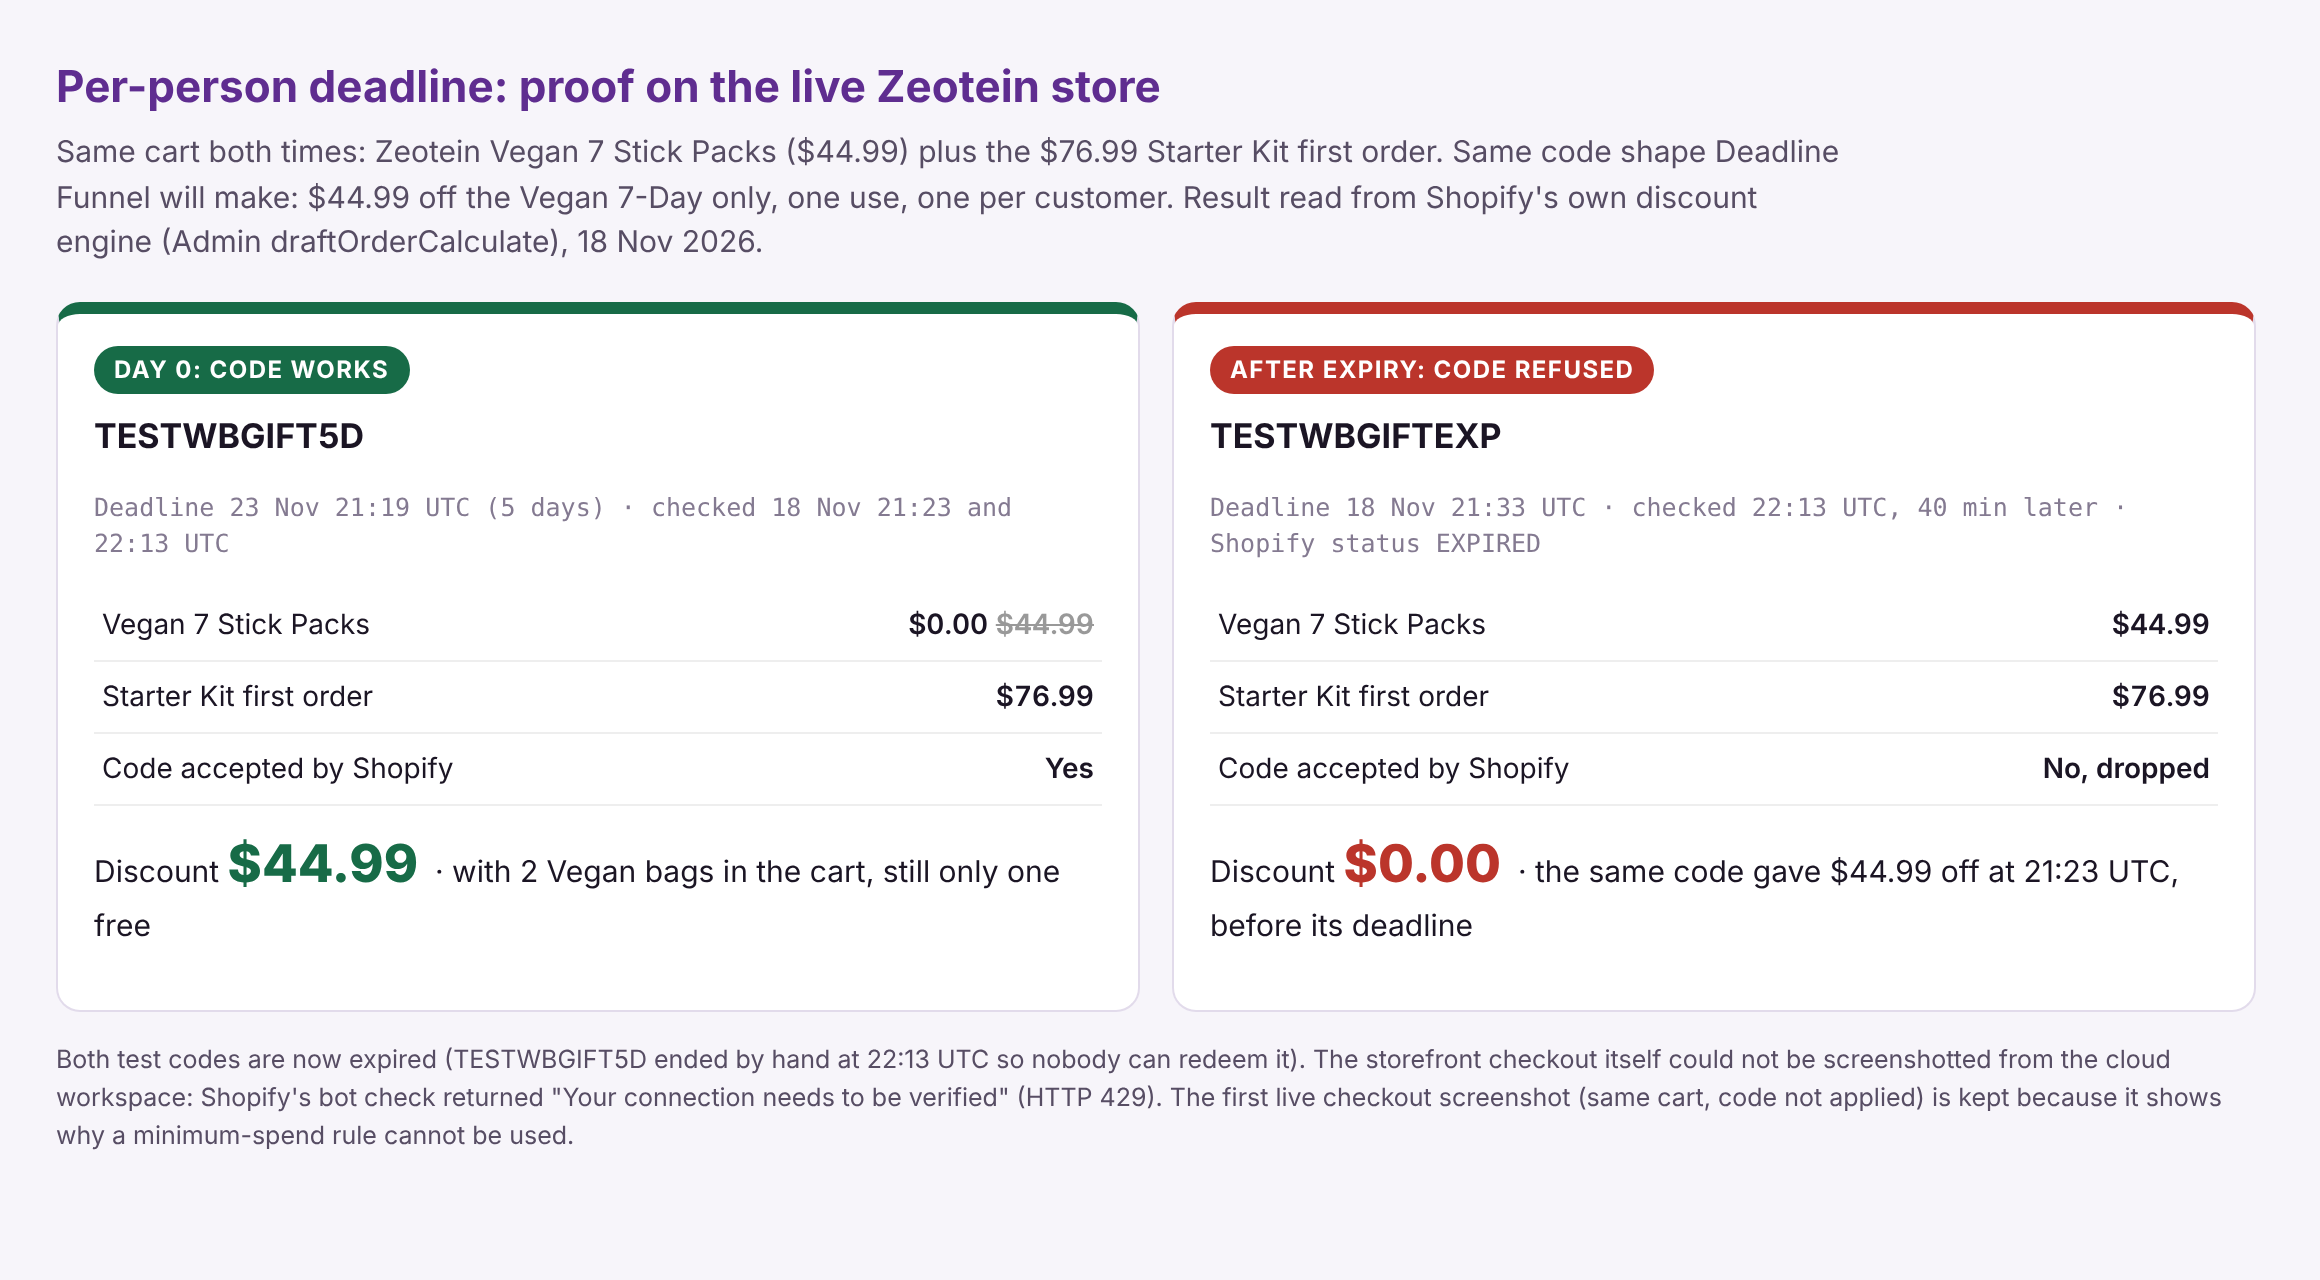 Per-person deadline: proof on the live Zeotein store
Same cart both times: Zeotein Vegan 7 Stick Packs ($44.99) plus the $76.99 Starter Kit first order. Same code shape Deadline
Funnel will make: $44.99 off the Vegan 7-Day only, one use, one per customer. Result read from Shopify's own discount
engine (Admin draftOrderCalculate), 18 Nov 2026.
DAY 0: CODE WORKS
TESTWBGIFT5D
Deadline 23 Nov 21:19 UTC (5 days) · checked 18 Nov 21:23 and
22:13 UTC
Vegan 7 Stick Packs $0.00 $44.99
Starter Kit first order $76.99
Code accepted by Shopify Yes
Discount $44.99 · with 2 Vegan bags in the cart, still only one
free
AFTER EXPIRY: CODE REFUSED
TESTWBGIFTEXP
Deadline 18 Nov 21:33 UTC · checked 22:13 UTC, 40 min later ·
Shopify status EXPIRED
Vegan 7 Stick Packs $44.99
Starter Kit first order $76.99
Code accepted by Shopify No, dropped
Discount $0.00 · the same code gave $44.99 off at 21:23 UTC,
before its deadline
Both test codes are now expired (TESTWBGIFT5D ended by hand at 22:13 UTC so nobody can redeem it). The storefront checkout itself could not be screenshotted from the cloud
workspace: Shopify's bot check returned "Your connection needs to be verified" (HTTP 429). The first live checkout screenshot (same cart, code not applied) is kept because it shows
why a minimum-spend rule cannot be used.